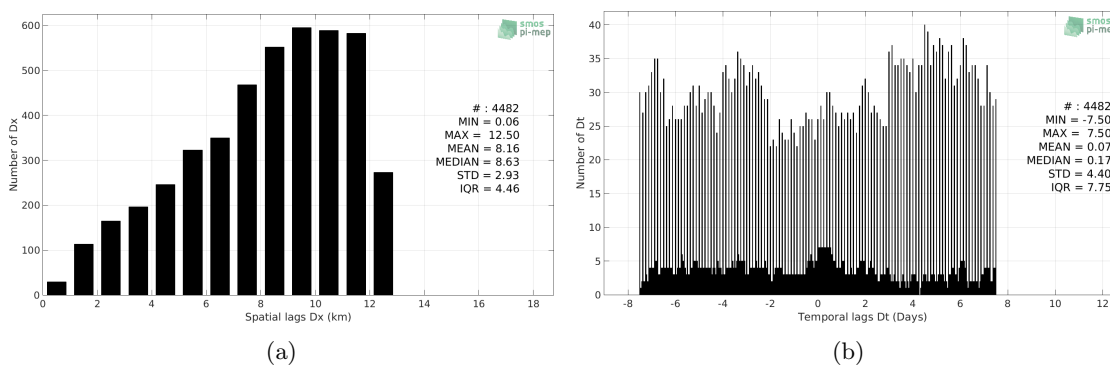 600
500
400
300
200
100
0
Number of Dx
0 2 4 6 8 10 12 14 16 18
Spatial lags Dx (km)
smos
pi-mep
# : 4482
MIN = 0.06
MAX = 12.50
MEAN = 8.16
MEDIAN = 8.63
STD = 2.93
IQR = 4.46
(a)
40
35
30
25
20
15
10
5
0
Number of Dt
-8 -6 -4 -2 0 2 4 6 8 10 12
Temporal lags Dt (Days)
smos
pi-mep
# : 4482
MIN = -7.50
MAX = 7.50
MEAN = 0.07
MEDIAN = 0.17
STD = 4.40
IQR = 7.75
(b)